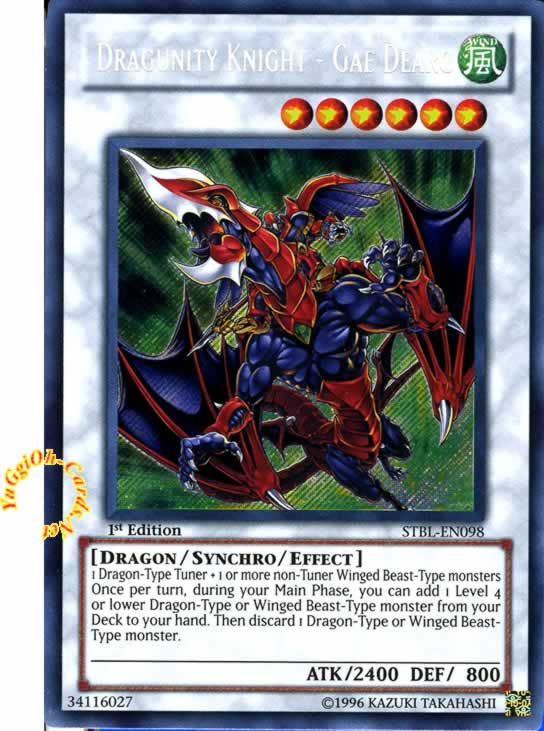 Dragunity Knight - Gae Dearg
WIND
風
YuGgiOh-Cards.Net
1st Edition
STBL-EN098
[Dragon/Synchro/Effect]
1 Dragon-Type Tuner + 1 or more non-Tuner Winged Beast-Type monsters
Once per turn, during your Main Phase, you can add 1 Level 4
or lower Dragon-Type or Winged Beast-Type monster from your
Deck to your hand. Then discard 1 Dragon-Type or Winged Beast-
Type monster.
ATK/2400 DEF/ 800
34116027
©1996 KAZUKI TAKAHASHI